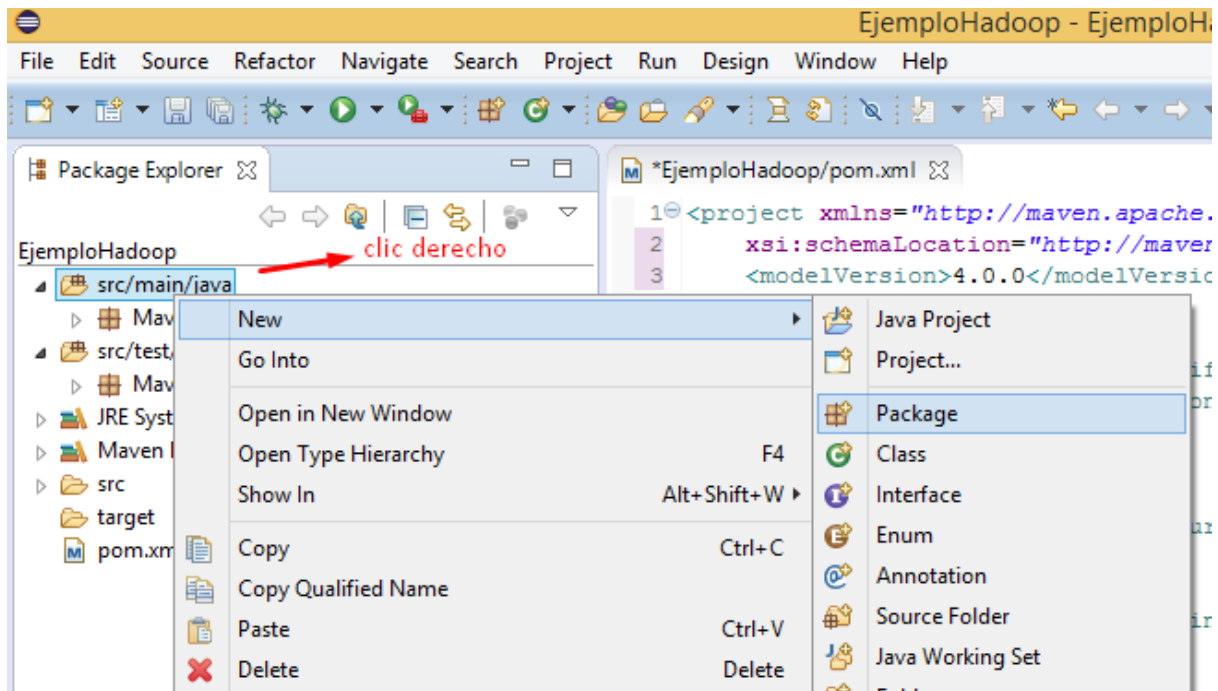 EjemploHadoop - EjemploHa
File Edit Source Refactor Navigate Search Project Run Design Window Help
Package Explorer
*EjemploHadoop/pom.xml
EjemploHadoop
clic derecho
src/main/java
Mav
src/test/
Mav
JRE Syst
Maven
src
target
pom.xm
1 <project xmlns="http://maven.apache.
2 xsi:schemaLocation="http://maven
3 <modelVersion>4.0.0</modelVersio
New
Go Into
Open in New Window
Open Type Hierarchy F4
Show In Alt+Shift+W
Copy Ctrl+C
Copy Qualified Name
Paste Ctrl+V
Delete Delete
Java Project
Project...
Package
Class
Interface
Enum
Annotation
Source Folder
Java Working Set